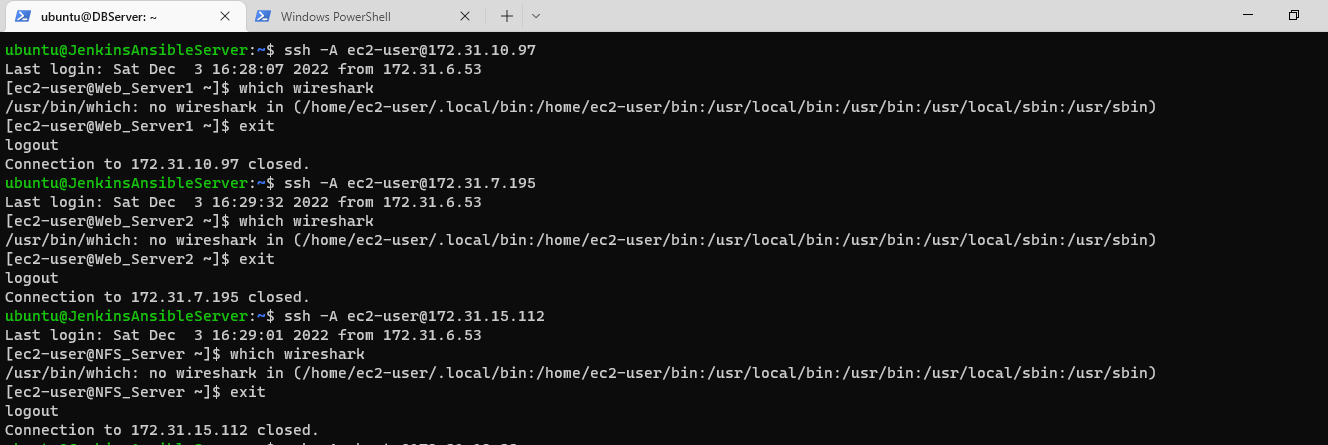 ubuntu@DBServer: ~
Windows PowerShell
ubuntu@JenkinsAnsibleServer:~$ ssh -A ec2-user@172.31.10.97
Last login: Sat Dec  3 16:28:07 2022 from 172.31.6.53
[ec2-user@Web_Server1 ~]$ which wireshark
/usr/bin/which: no wireshark in (/home/ec2-user/.local/bin:/home/ec2-user/bin:/usr/local/bin:/usr/bin:/usr/local/sbin:/usr/sbin)
[ec2-user@Web_Server1 ~]$ exit
logout
Connection to 172.31.10.97 closed.
ubuntu@JenkinsAnsibleServer:~$ ssh -A ec2-user@172.31.7.195
Last login: Sat Dec  3 16:29:32 2022 from 172.31.6.53
[ec2-user@Web_Server2 ~]$ which wireshark
/usr/bin/which: no wireshark in (/home/ec2-user/.local/bin:/home/ec2-user/bin:/usr/local/bin:/usr/bin:/usr/local/sbin:/usr/sbin)
[ec2-user@Web_Server2 ~]$ exit
logout
Connection to 172.31.7.195 closed.
ubuntu@JenkinsAnsibleServer:~$ ssh -A ec2-user@172.31.15.112
Last login: Sat Dec  3 16:29:01 2022 from 172.31.6.53
[ec2-user@NFS_Server ~]$ which wireshark
/usr/bin/which: no wireshark in (/home/ec2-user/.local/bin:/home/ec2-user/bin:/usr/local/bin:/usr/bin:/usr/local/sbin:/usr/sbin)
[ec2-user@NFS_Server ~]$ exit
logout
Connection to 172.31.15.112 closed.